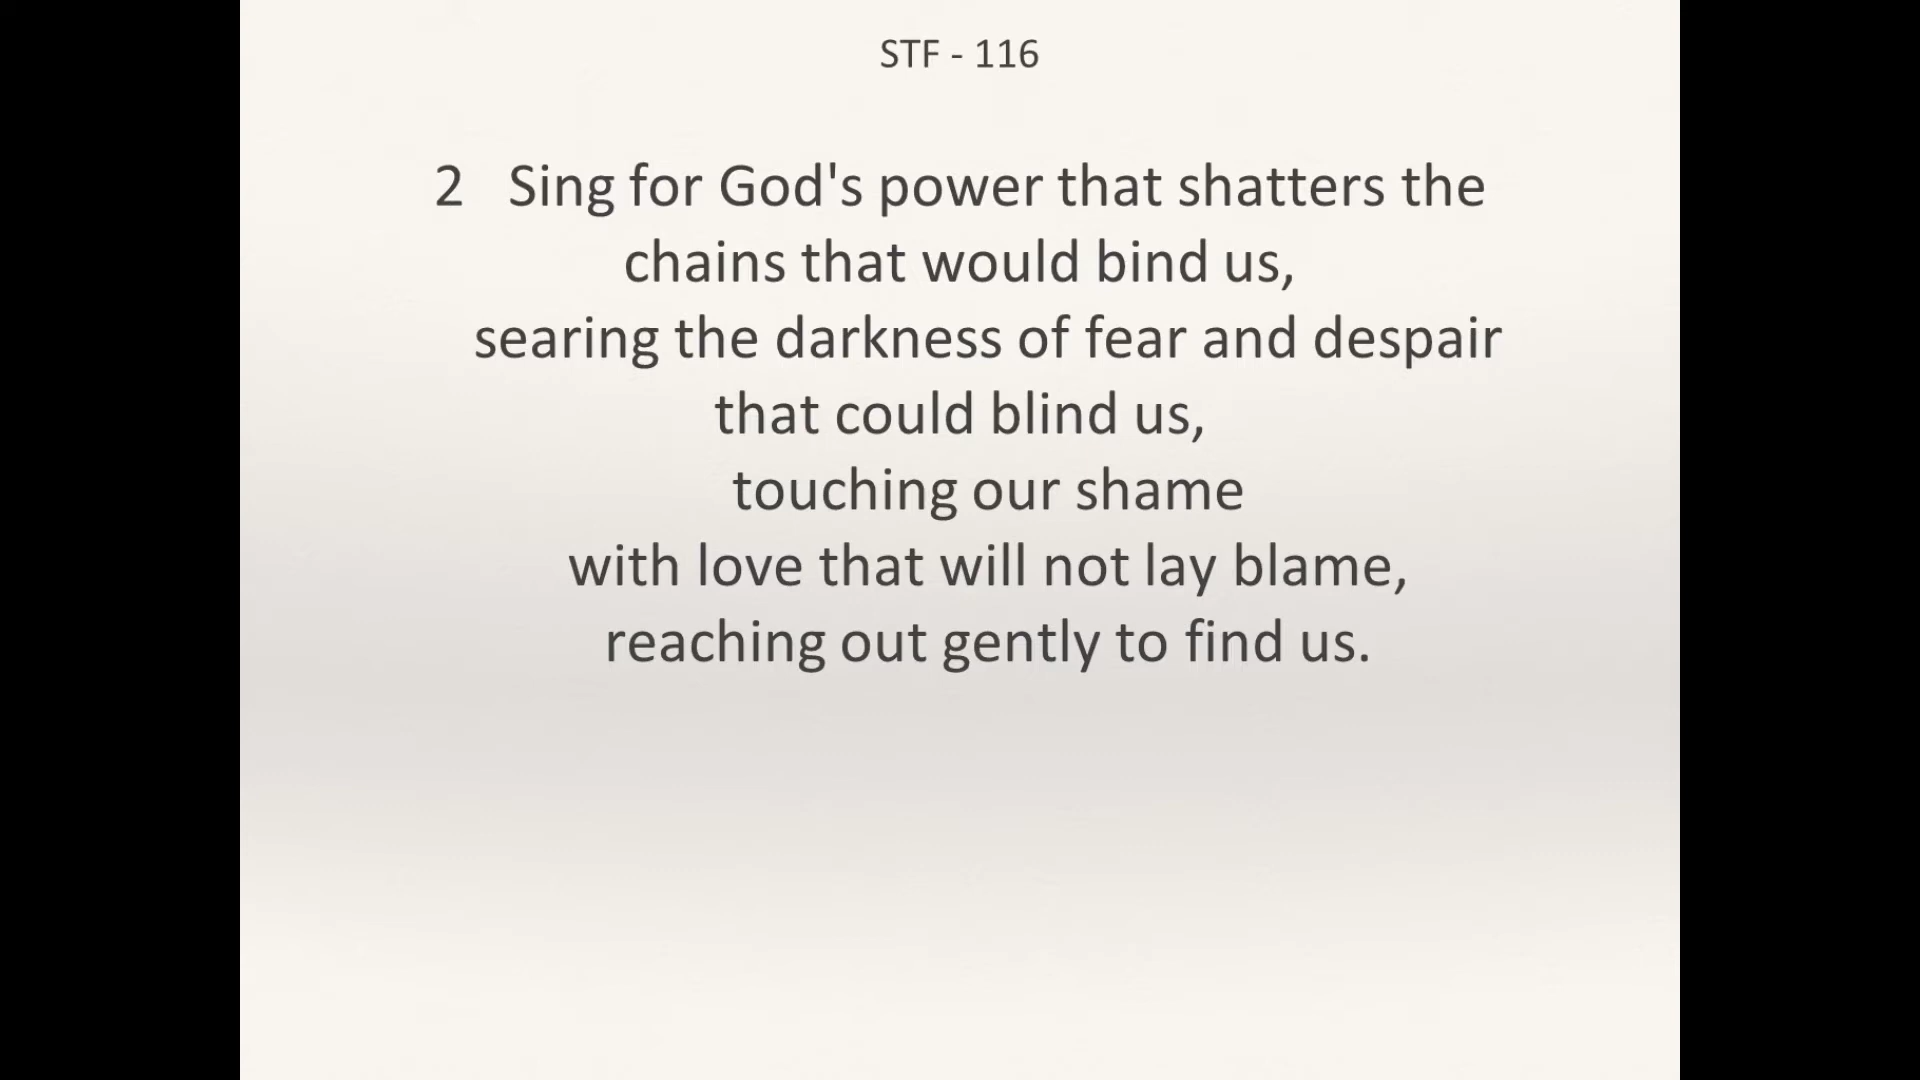 STF - 116
2 Sing for God's power that shatters the
chains that would bind us,
searing the darkness of fear and despair
that could blind us,
touching our shame
with love that will not lay blame,
reaching out gently to find us.